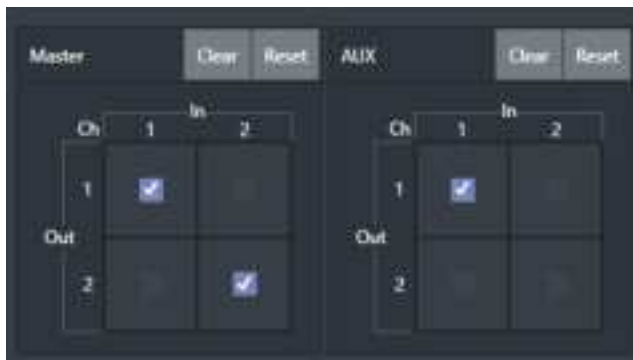 Master Clear Reset AUX Clear Reset
In In
Ch 1 2 Ch 1 2
1 1
Out Out
2 2